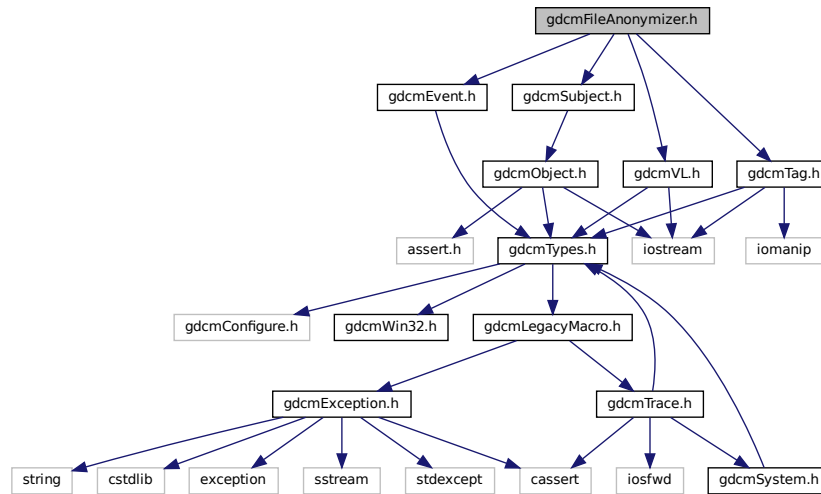 gdcmFileAnonymizer.h
gdcmEvent.h
gdcmSubject.h
gdcmObject.h
gdcmVL.h
gdcmTag.h
assert.h
gdcmTypes.h
iostream
iomanip
gdcmConfigure.h
gdcmWin32.h
gdcmLegacyMacro.h
gdcmException.h
gdcmTrace.h
string
cstdlib
exception
sstream
stdexcept
cassert
iosfwd
gdcmSystem.h